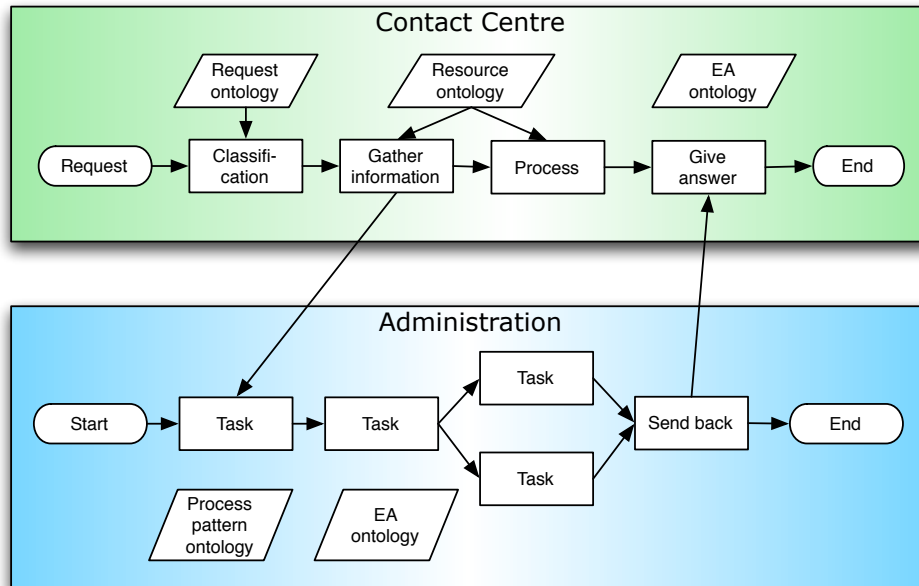 Contact Centre
Request
ontology
Resource
ontology
EA
ontology
Request
Classifi-
cation
Gather
information
Process
Give
answer
End
Administration
Task
Start
Task
Task
Send back
End
Task
Process
pattern
ontology
EA
ontology